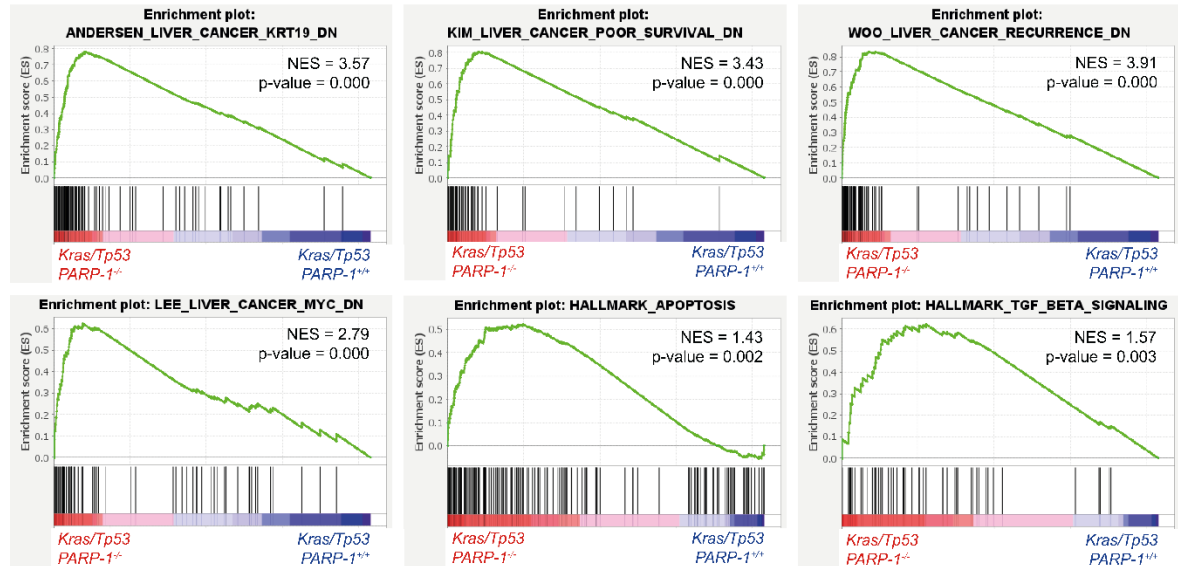 Enrichment plot:
ANDERSEN_LIVER_CANCER_KRT19_DN
NES = 3.57
p-value = 0.000
Enrichment score (ES)
0.8
0.7
0.6
0.5
0.4
0.3
0.2
0.1
0.0
Kras/Tp53
PARP-1-/-
Kras/Tp53
PARP-1+/+
Enrichment plot:
KIM_LIVER_CANCER_POOR_SURVIVAL_DN
NES = 3.43
p-value = 0.000
Enrichment score (ES)
0.8
0.7
0.6
0.5
0.4
0.3
0.2
0.1
0.0
Kras/Tp53
PARP-1-/-
Kras/Tp53
PARP-1+/+
Enrichment plot:
WOO_LIVER_CANCER_RECURRENCE_DN
NES = 3.91
p-value = 0.000
Enrichment score (ES)
0.8
0.7
0.6
0.5
0.4
0.3
0.2
0.1
0.0
Kras/Tp53
PARP-1-/-
Kras/Tp53
PARP-1+/+
Enrichment plot: LEE_LIVER_CANCER_MYC_DN
NES = 2.79
p-value = 0.000
Enrichment score (ES)
0.6
0.5
0.4
0.3
0.2
0.1
0.0
Kras/Tp53
PARP-1-/-
Kras/Tp53
PARP-1+/+
Enrichment plot: HALLMARK_APOPTOSIS
NES = 1.43
p-value = 0.002
Enrichment score (ES)
0.5
0.4
0.3
0.2
0.1
0.0
Kras/Tp53
PARP-1-/-
Kras/Tp53
PARP-1+/+
Enrichment plot: HALLMARK_TGF_BETA_SIGNALING
NES = 1.57
p-value = 0.003
Enrichment score (ES)
0.6
0.5
0.4
0.3
0.2
0.1
0.0
Kras/Tp53
PARP-1-/-
Kras/Tp53
PARP-1+/+